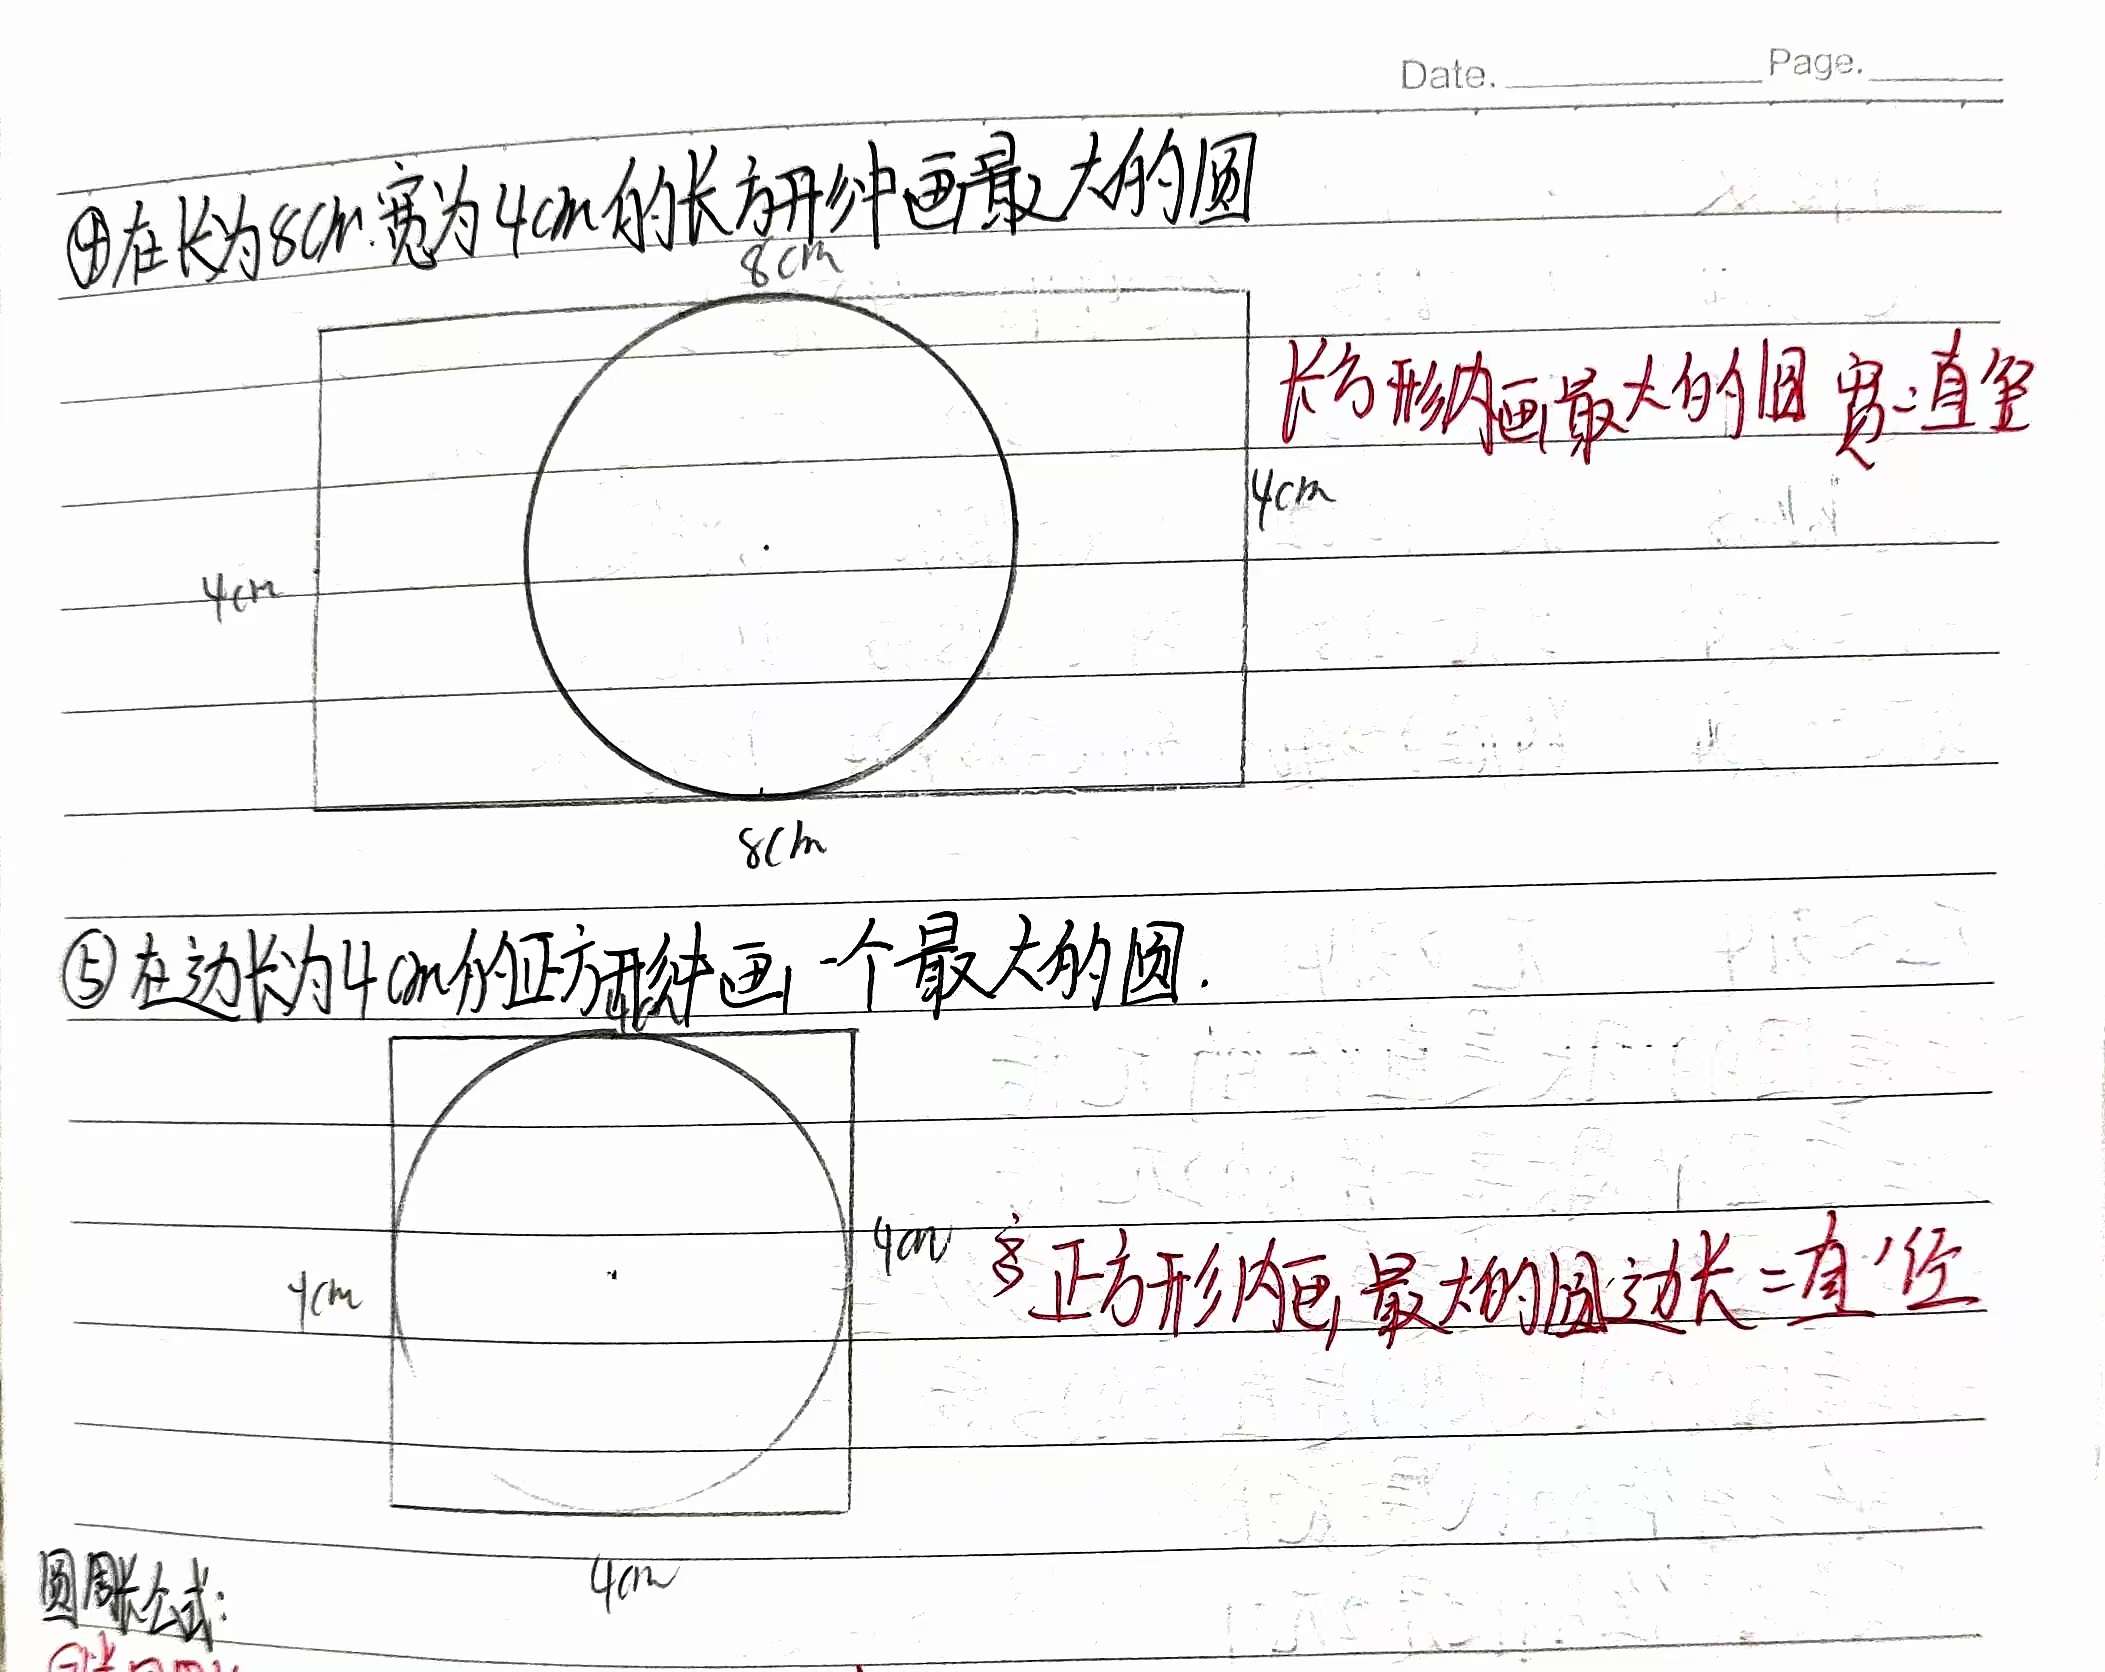 Date. Page.
④在长为8cm.宽为4cm的长方形中画最大的圆
8cm
长方形内画最大的圆 宽=直径
4cm
4cm
8cm
⑤在边长为4cm的正方形中画一个最大的圆.
4cm
正方形内画最大的圆边长=直径
4cm
4cm
圆周长公式: